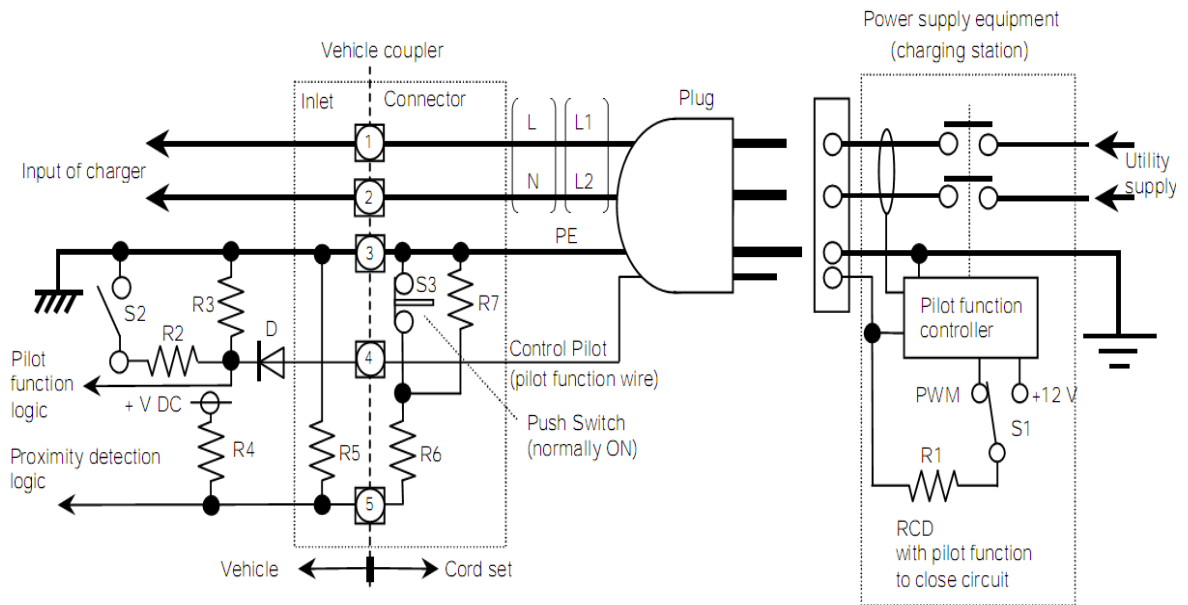 Power supply equipment
(charging station)
Vehicle coupler
Inlet
Connector
Plug
L
L1
N
L2
1
2
3
4
5
Input of charger
Utility
supply
PE
S3
R7
S2
R3
R2
D
Pilot
function
logic
+ V DC
R4
R5
R6
Control Pilot
(pilot function wire)
Push Switch
(normally ON)
Proximity detection
logic
Pilot function
controller
PWM
+12 V
S1
R1
RCD
with pilot function
to close circuit
Vehicle
Cord set